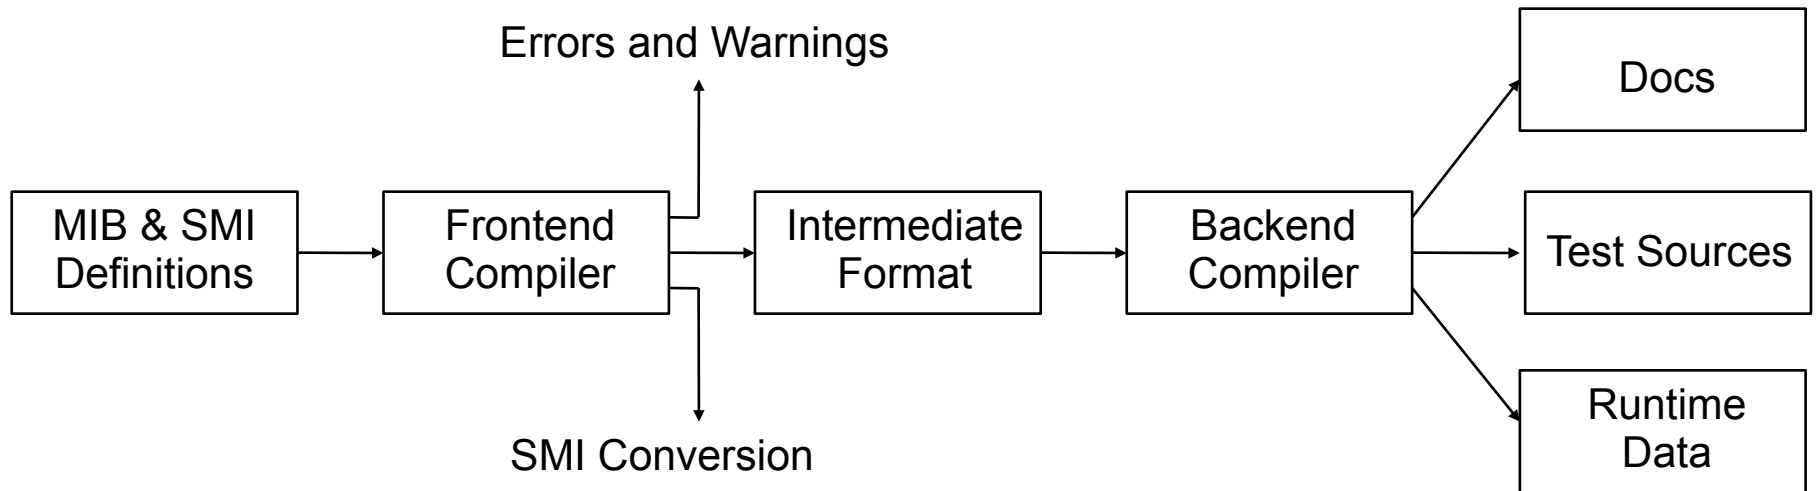 Errors and Warnings
Docs
MIB & SMI
Definitions
Frontend
Compiler
Intermediate
Format
Backend
Compiler
Test Sources
SMI Conversion
Runtime
Data